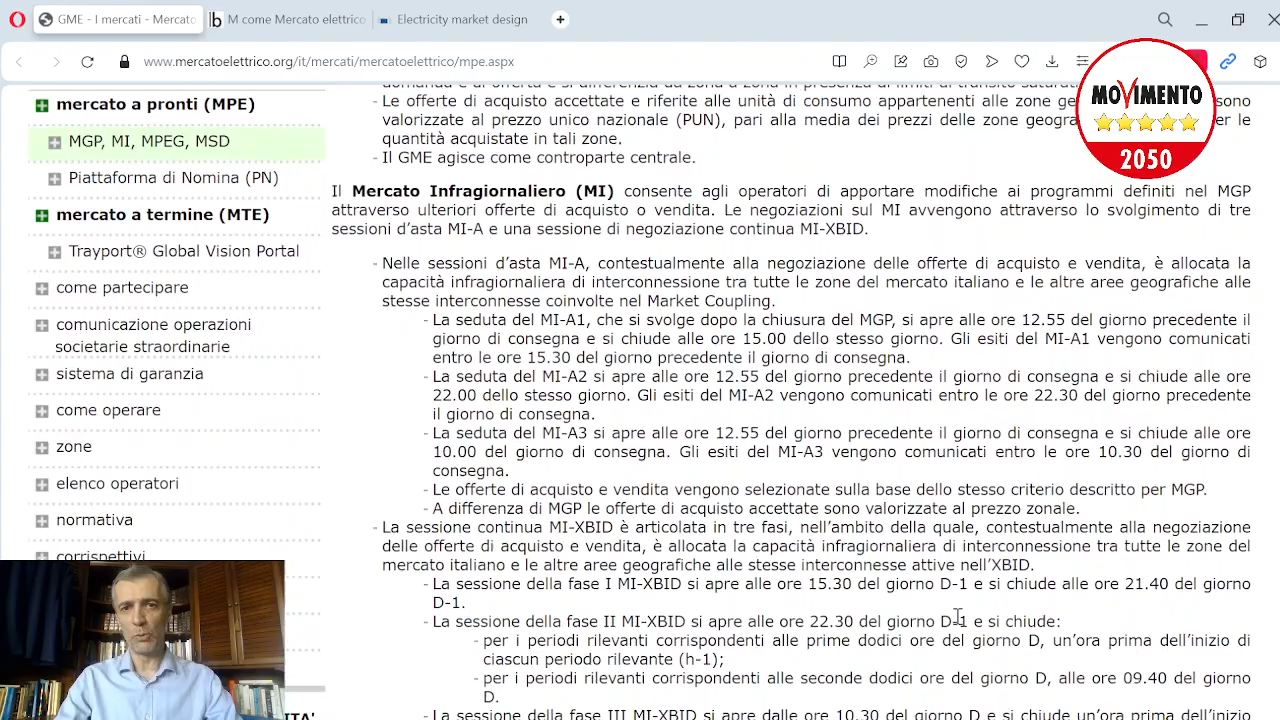 GME - I mercati - Mercato
M come Mercato elettrico
Electricity market design
www.mercatoelettrico.org/it/mercati/mercatoelettrico/mpe.aspx
MOVIMENTO
2050
mercato a pronti (MPE)
MGP, MI, MPEG, MSD
Piattaforma di Nomina (PN)
mercato a termine (MTE)
Trayport® Global Vision Portal
come partecipare
comunicazione operazioni
societarie straordinarie
sistema di garanzia
come operare
zone
elenco operatori
normativa
corrispettivi
- Le offerte di acquisto accettate e riferite alle unità di consumo appartenenti alle zone sono
valorizzate al prezzo unico nazionale (PUN), pari alla media dei prezzi delle zone per le
quantità acquistate in tali zone.
- Il GME agisce come controparte centrale.
Il Mercato Infragiornaliero (MI) consente agli operatori di apportare modifiche ai programmi definiti nel MGP
attraverso ulteriori offerte di acquisto o vendita. Le negoziazioni sul MI avvengono attraverso lo svolgimento di tre
sessioni d'asta MI-A e una sessione di negoziazione continua MI-XBID.
- Nelle sessioni d'asta MI-A, contestualmente alla negoziazione delle offerte di acquisto e vendita, è allocata la
capacità infragiornaliera di interconnessione tra tutte le zone del mercato italiano e le altre aree geografiche alle
stesse interconnesse coinvolte nel Market Coupling.
- La seduta del MI-A1, che si svolge dopo la chiusura del MGP, si apre alle ore 12.55 del giorno precedente il
giorno di consegna e si chiude alle ore 15.00 dello stesso giorno. Gli esiti del MI-A1 vengono comunicati
entro le ore 15.30 del giorno precedente il giorno di consegna.
- La seduta del MI-A2 si apre alle ore 12.55 del giorno precedente il giorno di consegna e si chiude alle ore
22.00 dello stesso giorno. Gli esiti del MI-A2 vengono comunicati entro le ore 22.30 del giorno precedente
il giorno di consegna.
- La seduta del MI-A3 si apre alle ore 12.55 del giorno precedente il giorno di consegna e si chiude alle ore
10.00 del giorno di consegna. Gli esiti del MI-A3 vengono comunicati entro le ore 10.30 del giorno di
consegna.
- Le offerte di acquisto e vendita vengono selezionate sulla base dello stesso criterio descritto per MGP.
- A differenza di MGP le offerte di acquisto accettate sono valorizzate al prezzo zonale.
- La sessione continua MI-XBID è articolata in tre fasi, nell'ambito della quale, contestualmente alla negoziazione
delle offerte di acquisto e vendita, è allocata la capacità infragiornaliera di interconnessione tra tutte le zone del
mercato italiano e le altre aree geografiche alle stesse interconnesse attive nell'XBID.
- La sessione della fase I MI-XBID si apre alle ore 15.30 del giorno D-1 e si chiude alle ore 21.40 del giorno
D-1.
- La sessione della fase II MI-XBID si apre alle ore 22.30 del giorno D-1 e si chiude:
- per i periodi rilevanti corrispondenti alle prime dodici ore del giorno D, un'ora prima dell'inizio di
ciascun periodo rilevante (h-1);
- per i periodi rilevanti corrispondenti alle seconde dodici ore del giorno D, alle ore 09.40 del giorno
D.
- La sessione della fase III MI-XBID si apre dalle ore 10.30 del giorno D e si chiude un'ora prima dell'inizio